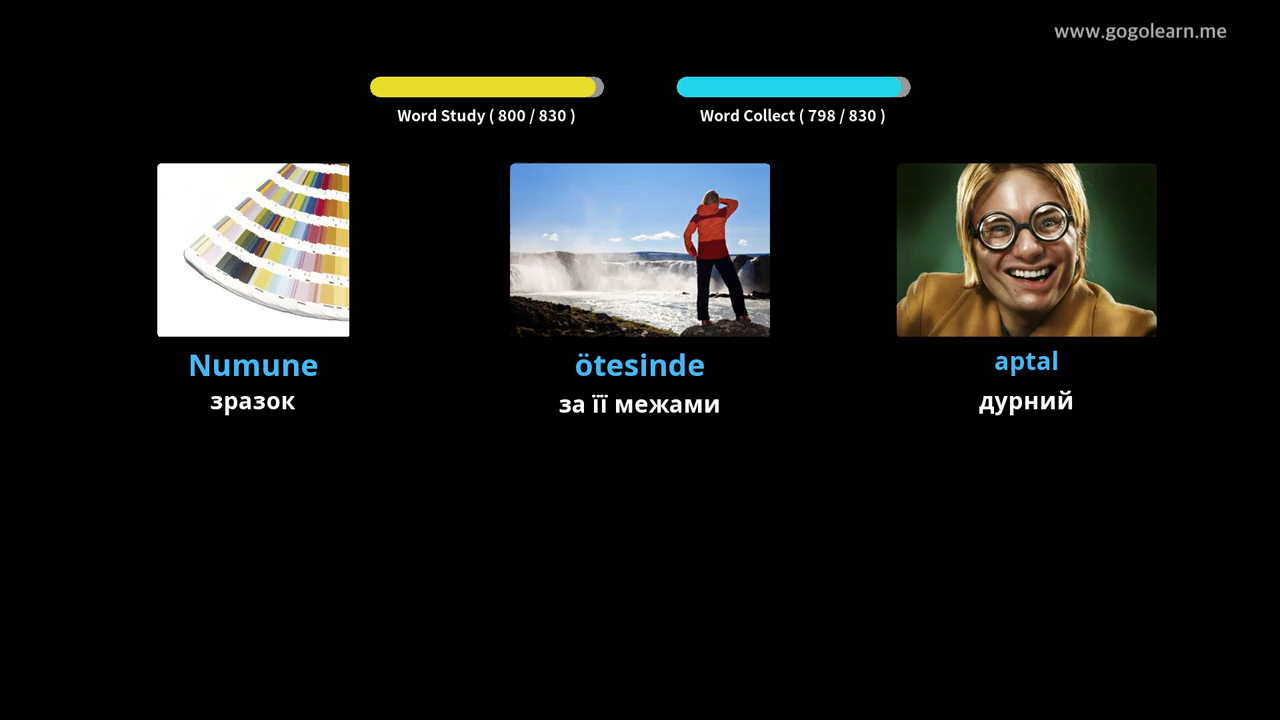 www.gogolearn.me
Word Study ( 800 / 830 )
Word Collect ( 798 / 830 )
Numune
зразок
ötesinde
за її межами
aptal
дурний